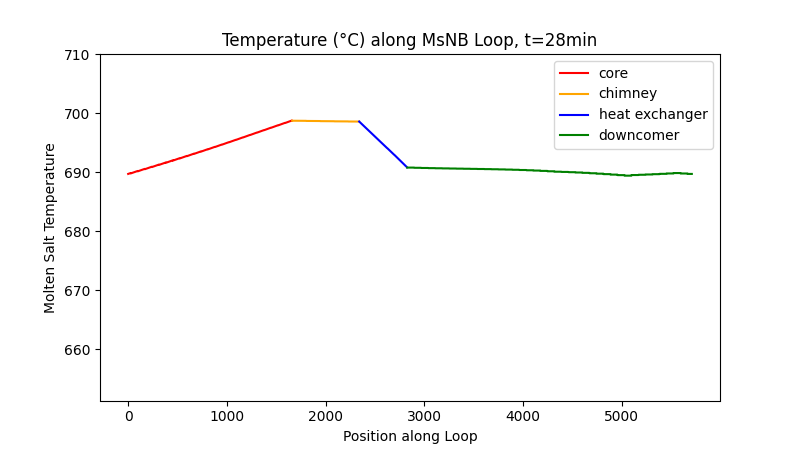 Temperature (°C) along MsNB Loop, t=28min
710
700
690
680
670
660
Molten Salt Temperature
core
chimney
heat exchanger
downcomer
0
1000
2000
3000
4000
5000
Position along Loop